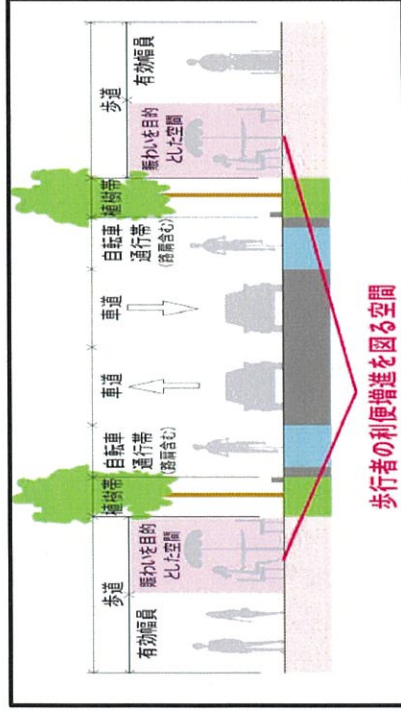 歩道
有効幅員
賑わいを目的
とした空間
植樹帯
自転車
通行帯
(路肩含む)
車道
車道
自転車
通行帯
(路肩含む)
植樹帯
歩道
賑わいを目的
とした空間
有効幅員
歩行者の利便増進を図る空間